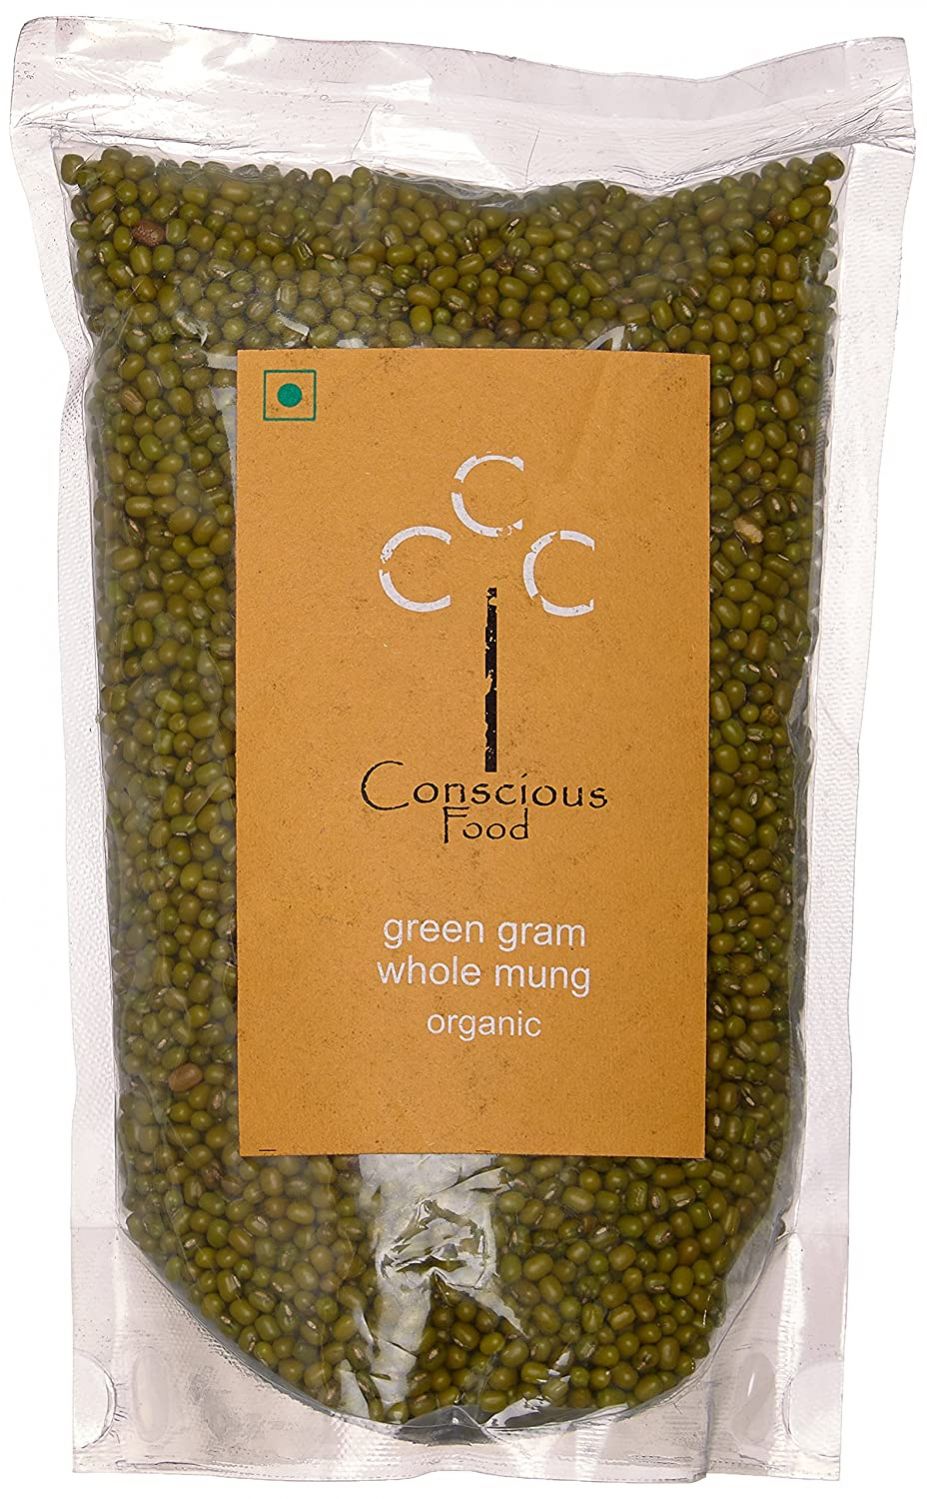 C
C C
Conscious
Food
green gram
whole mung
organic